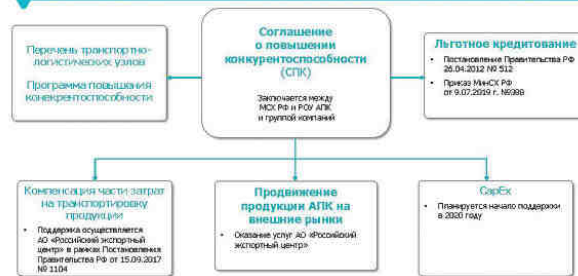 Перечень транспортно-
логистических узлов
Программа повышения
конекрентоспособности
Соглашение
о повышении
конкурентоспособности
(СПК)
Заключается между
МСХ РФ и РОУ АПК
и группой компаний
Льготное кредитование
• Постановление Правительства РФ
26.04.2012 № 512
• Приказ МинСХ РФ
от 9.07.2019 г. №388
Компенсация части затрат
на транспортировку
продукции
• Поддержка осуществляется
АО «Российский экспортный
центр» в рамках Постановления
Правительства РФ от 15.09.2017
№ 1104
Продвижение
продукции АПК на
внешние рынки
• Оказание услуг АО «Российский
экспортный центр»
CapEx
• Планируется начало поддержки
в 2020 году